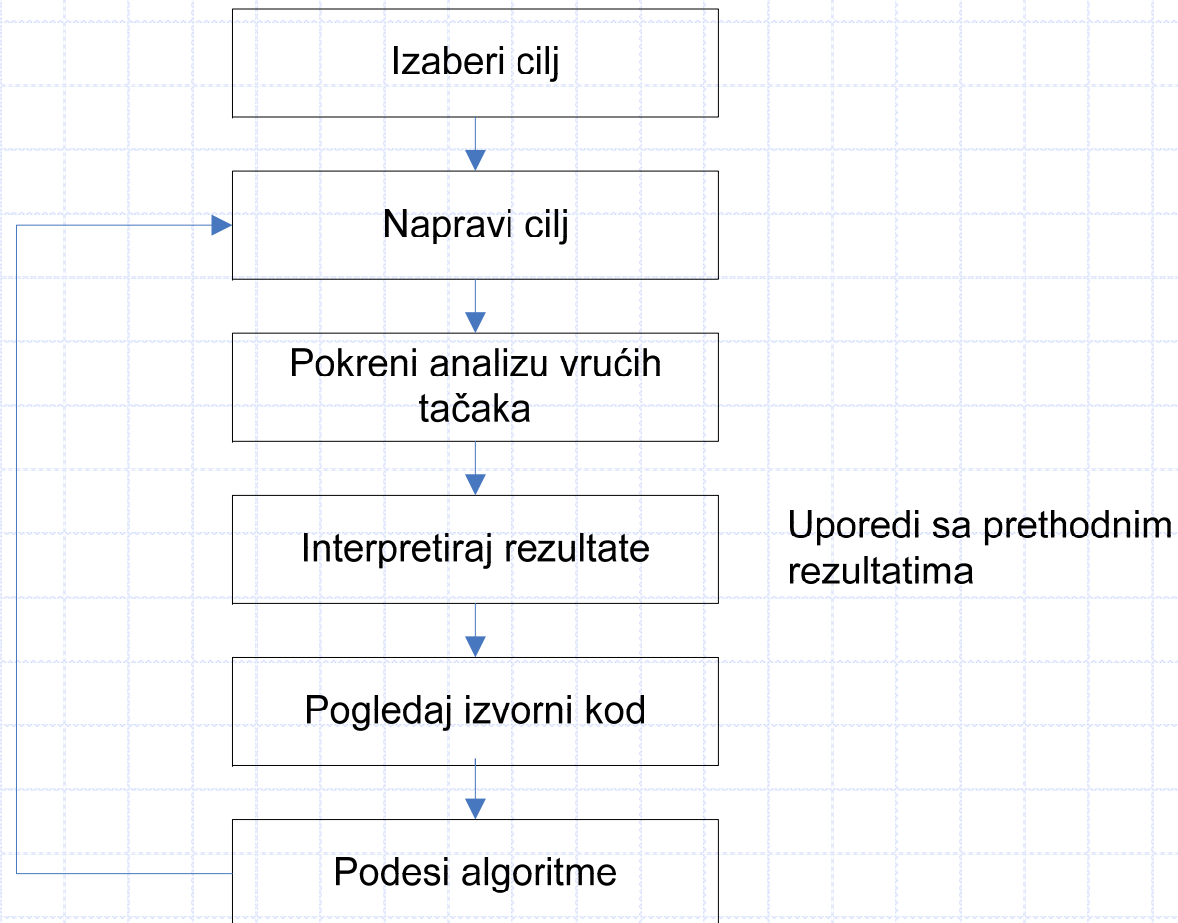 Izaberi cilj
Napravi cilj
Pokreni analizu vrućih
tačaka
Interpretiraj rezultate
Uporedi sa prethodnim
rezultatima
Pogledaj izvorni kod
Podesi algoritme